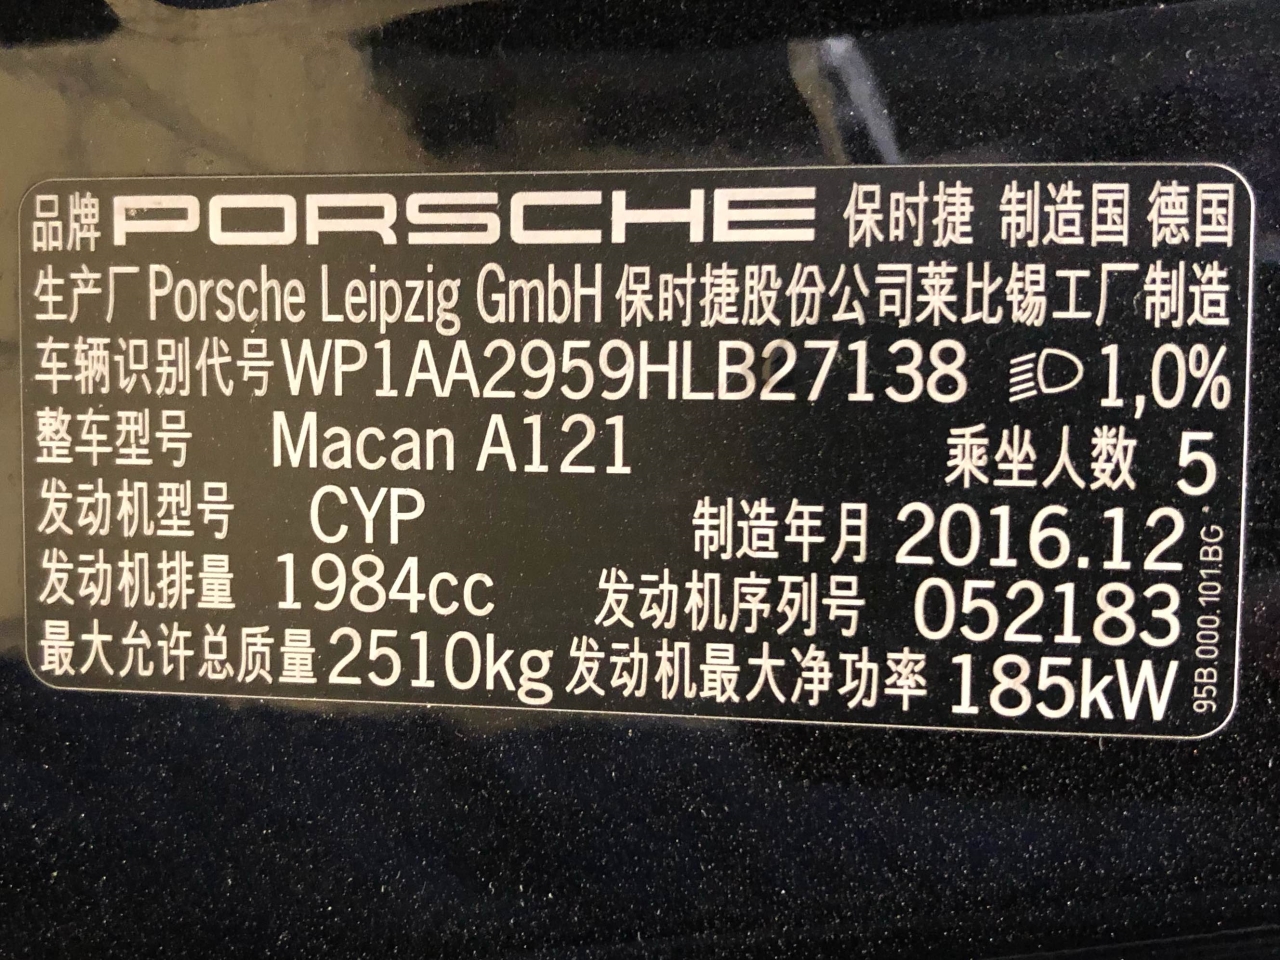 品牌 PORSCHE 保时捷 制造国 德国
生产厂 Porsche Leipzig GmbH 保时捷股份公司莱比锡工厂 制造
车辆识别代号 WP1AA2959HLB27138 1,0%
整车型号 Macan A121 乘坐人数 5
发动机型号 CYP 制造年月 2016.12
发动机排量 1984cc 发动机序列号 052183
最大允许总质量 2510kg 发动机最大净功率 185kW
95B.000.101.BG